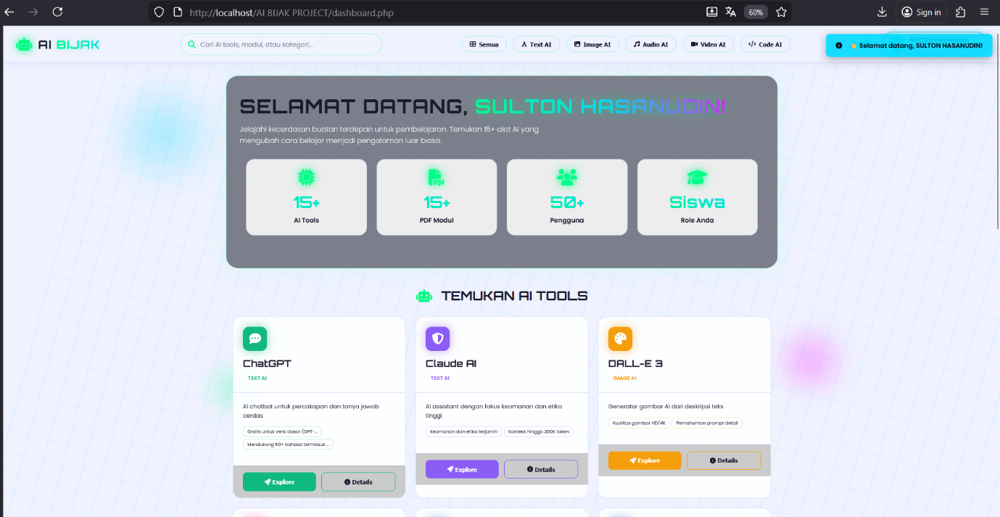 http://localhost/AI BIJAK PROJECT/dashboard.php
60%
Sign in
AI BIJAK
Cari AI tools, modul, atau kategori...
Semua
Text AI
Image AI
Audio AI
Video AI
Code AI
👋 Selamat datang, SULTON HASANUDIN!
SELAMAT DATANG, SULTON HASANUDIN!
Jelajahi kecerdasan buatan terdepan untuk pembelajaran. Temukan 15+ alat AI yang
mengubah cara belajar menjadi pengalaman luar biasa.
15+
AI Tools
PDF
15+
PDF Modul
50+
Pengguna
Siswa
Role Anda
TEMUKAN AI TOOLS
ChatGPT
TEXT AI
AI chatbot untuk percakapan dan tanya jawab
cerdas
Gratis untuk versi dasar (GPT-...
Mendukung 50+ bahasa termasuk ...
Explore
Details
Claude AI
TEXT AI
AI assistant dengan fokus keamanan dan etika
tinggi
Keamanan dan etika terjamin
Konteks hingga 200K token
Explore
Details
DALL-E 3
IMAGE AI
Generator gambar AI dari deskripsi teks
Kualitas gambar HD/4K
Pemahaman prompt detail
Explore
Details